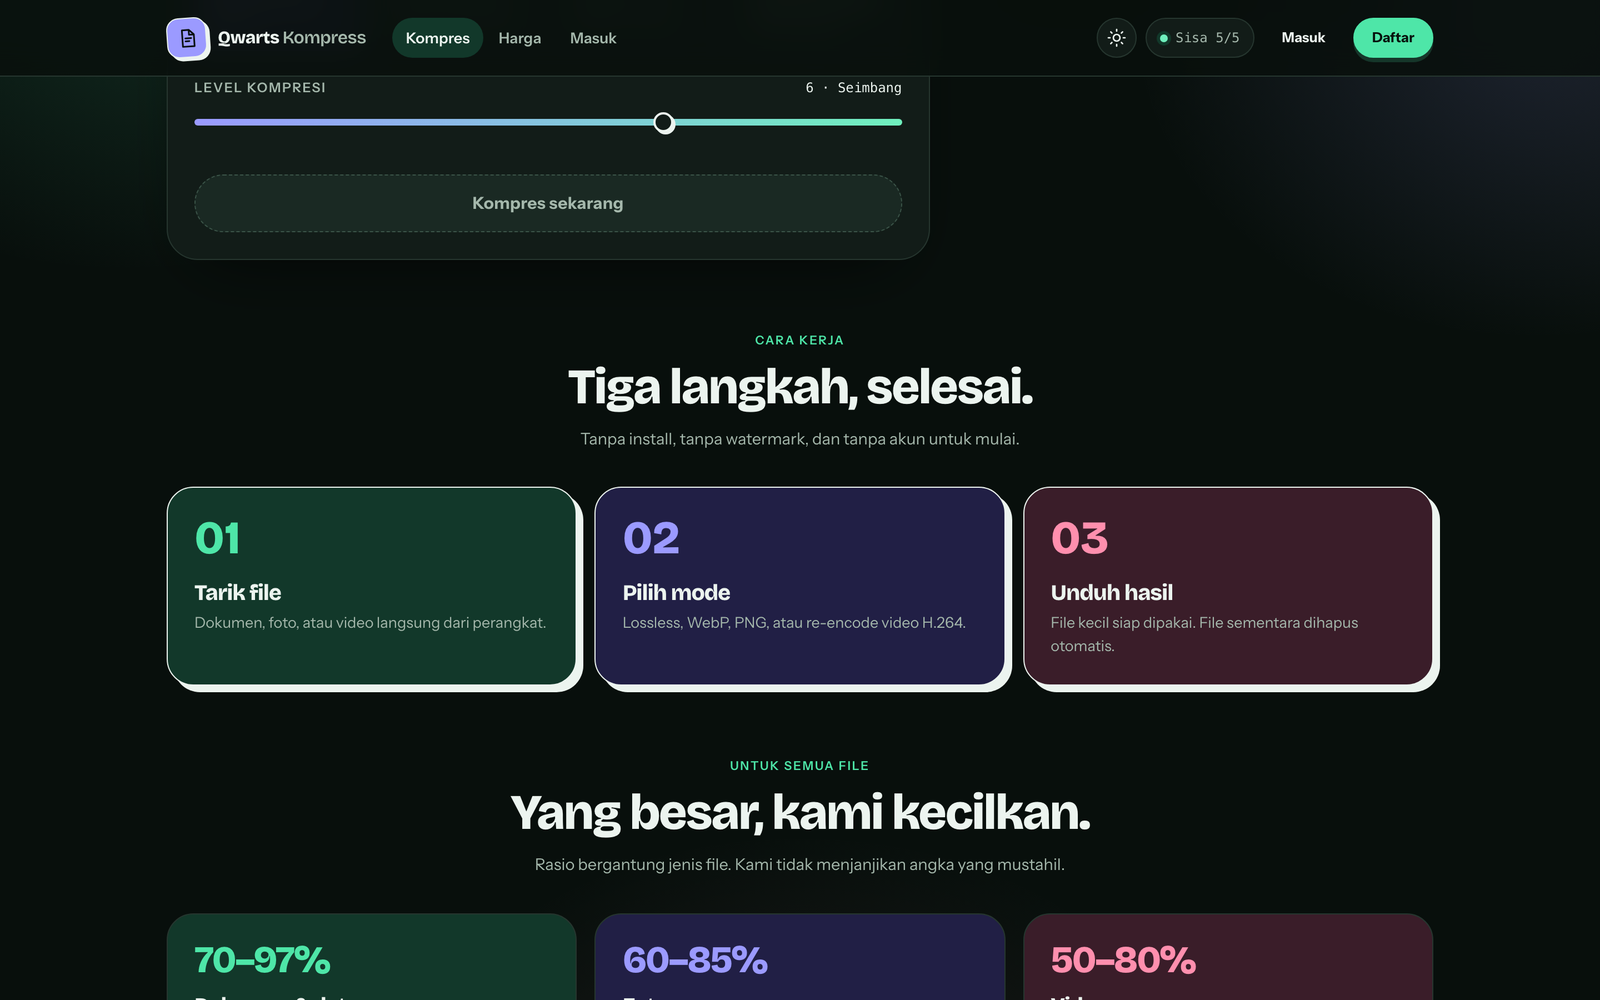 Qwarts Kompress
Kompres
Harga
Masuk
Sisa 5/5
Masuk
Daftar
LEVEL KOMPRESI
6 · Seimbang
Kompres sekarang
CARA KERJA
Tiga langkah, selesai.
Tanpa install, tanpa watermark, dan tanpa akun untuk mulai.
01
Tarik file
Dokumen, foto, atau video langsung dari perangkat.
02
Pilih mode
Lossless, WebP, PNG, atau re-encode video H.264.
03
Unduh hasil
File kecil siap dipakai. File sementara dihapus
otomatis.
UNTUK SEMUA FILE
Yang besar, kami kecilkan.
Rasio bergantung jenis file. Kami tidak menjanjikan angka yang mustahil.
70–97%
60–85%
50–80%